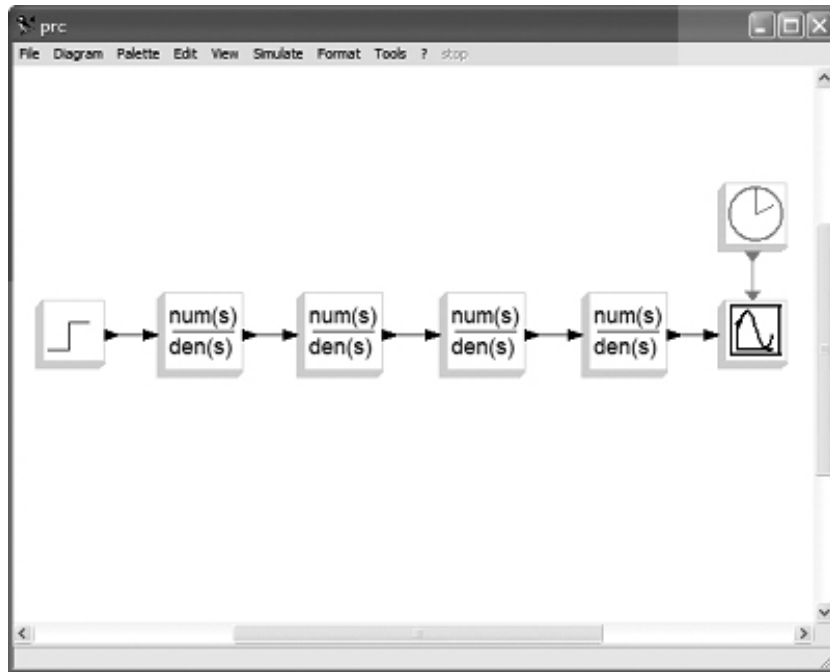 prc
File Diagram Palette Edit View Simulate Format Tools ? stop
num(s) num(s) num(s) num(s)
den(s) den(s) den(s) den(s)